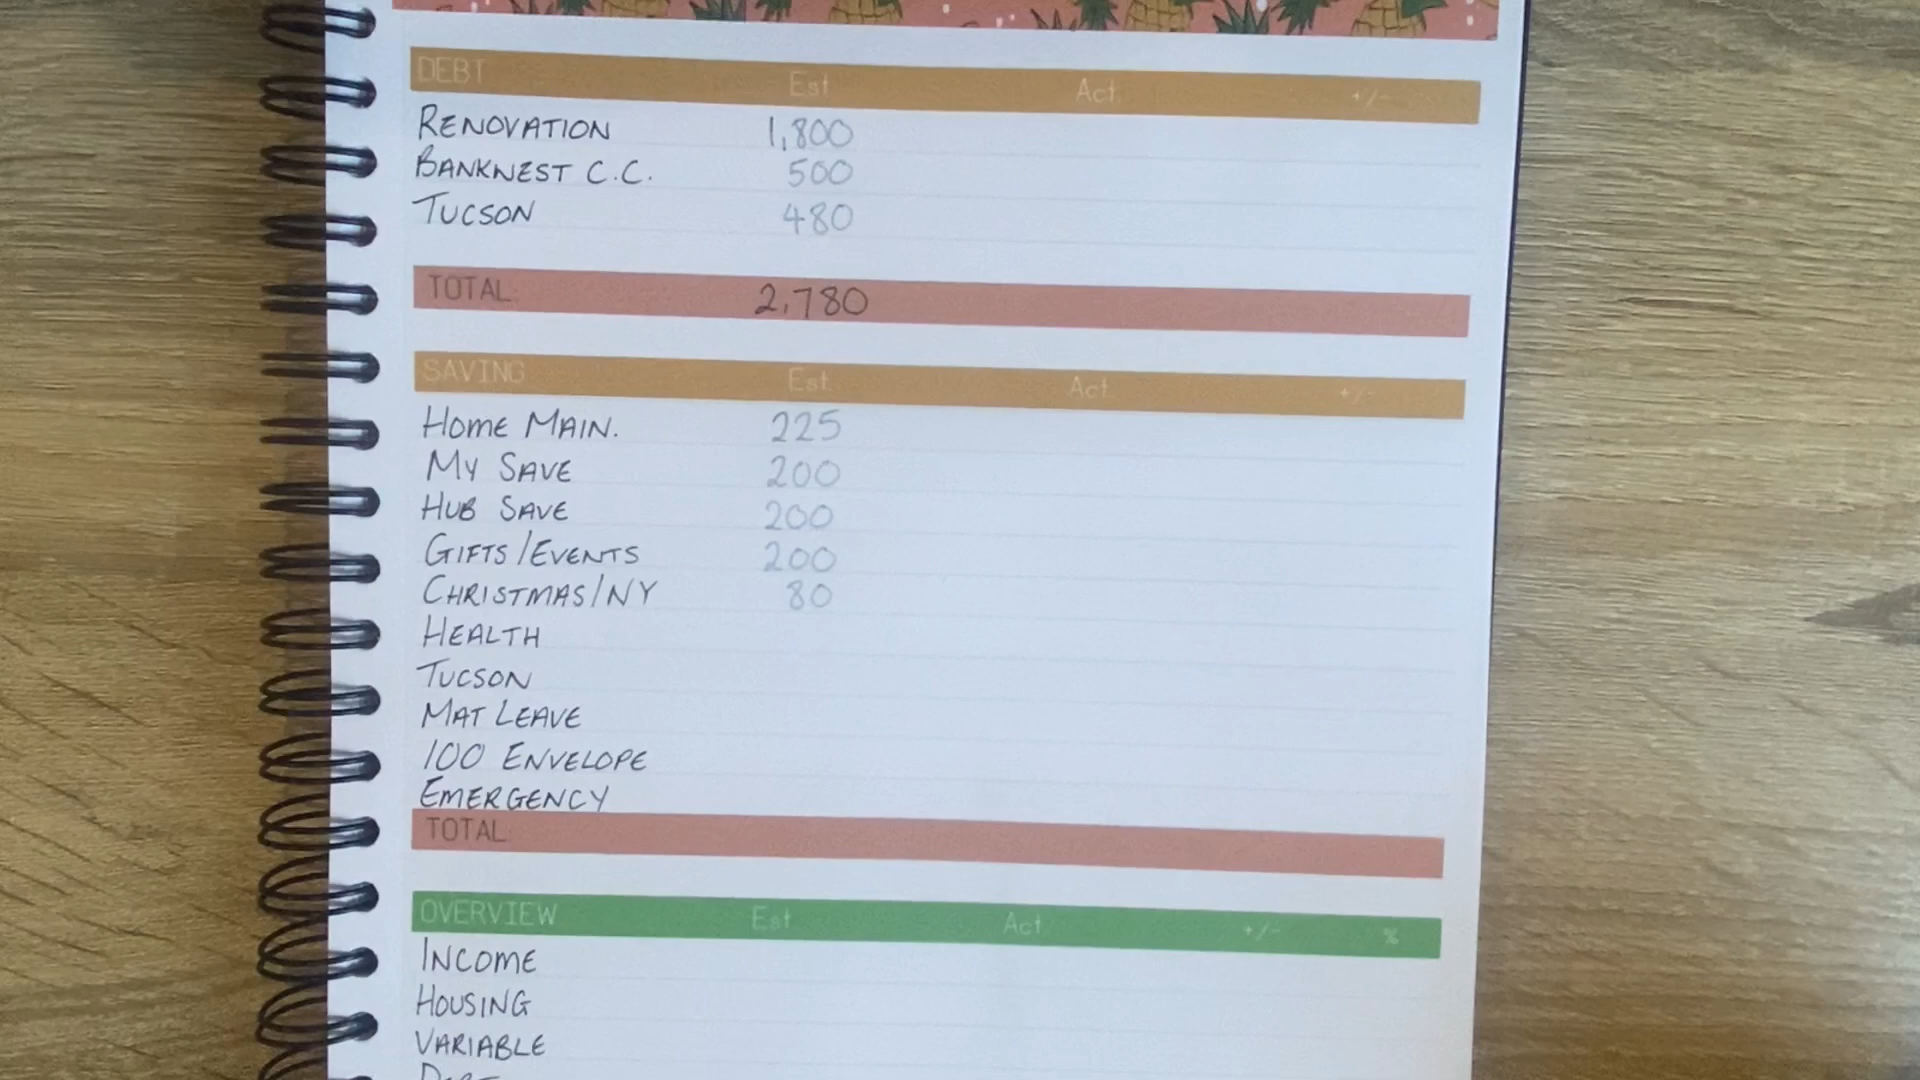 DEBT Est Act +/-
RENOVATION 1,800
BANKNEST C.C. 500
TUCSON 480
TOTAL: 2,780
SAVING Est. Act +/-
HOME MAIN. 225
MY SAVE 200
HUB SAVE 200
GIFTS/EVENTS 200
CHRISTMAS/NY 80
HEALTH
TUCSON
MAT LEAVE
100 ENVELOPE
EMERGENCY
TOTAL:
OVERVIEW Est Act +/- %
INCOME
HOUSING
VARIABLE